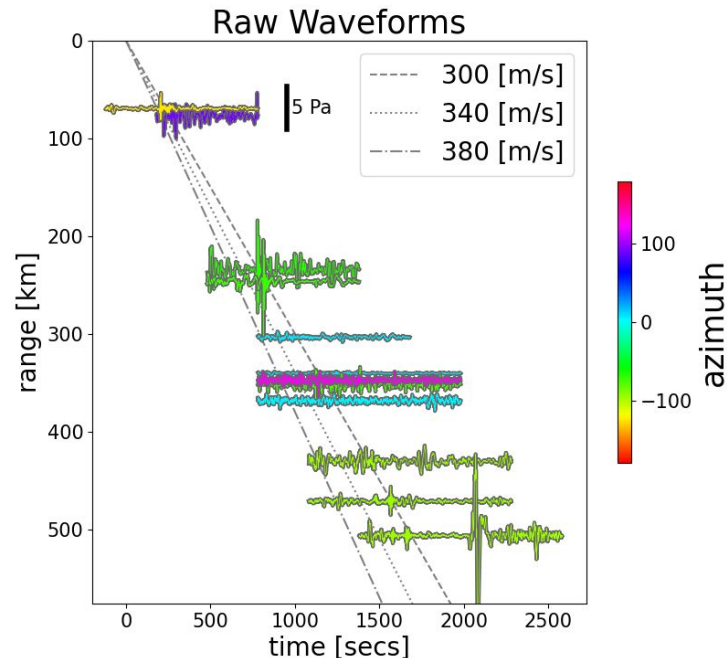 Raw Waveforms
0
100
200
300
400
500
range [km]
5 Pa
300 [m/s]
340 [m/s]
380 [m/s]
0
500
1000
1500
2000
2500
time [secs]
100
0
−100
azimuth